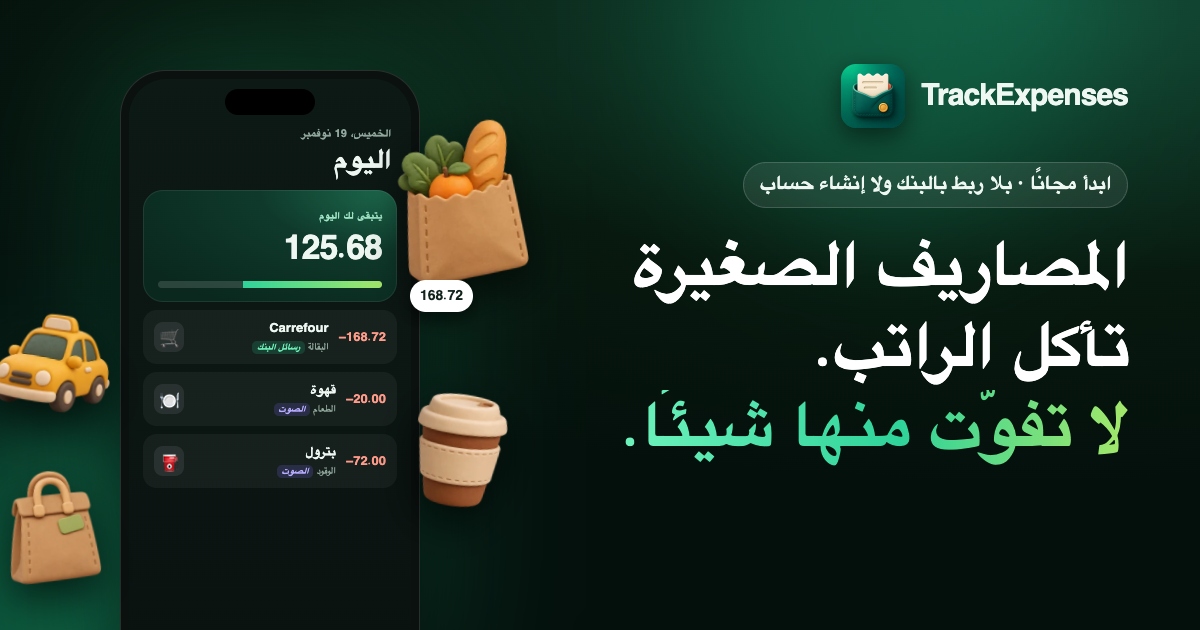 TrackExpenses
ابدأ مجانًا · بلا ربط بالبنك ولا إنشاء حساب
المصاريف الصغيرة
تأكل الراتب.
لا تفوّت منها شيئًا.
الخميس، 19 نوفمبر
اليوم
يتبقى لك اليوم
125.68
168.72
Carrefour
البقالة رسائل البنك
−168.72
قهوة
الطعام الصوت
−20.00
بترول
الوقود الصوت
−72.00